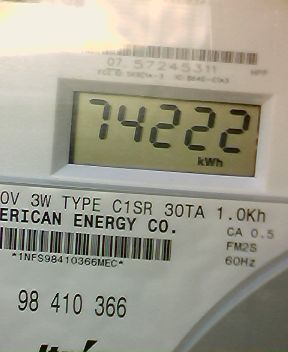 07 57245311
74222
kWh
0V 3W TYPE C1SR 30TA 1.0Kh
ERICAN ENERGY CO.
CA 0.5
FM2S
60Hz
*1NFS98410366MEC*
98 410 366